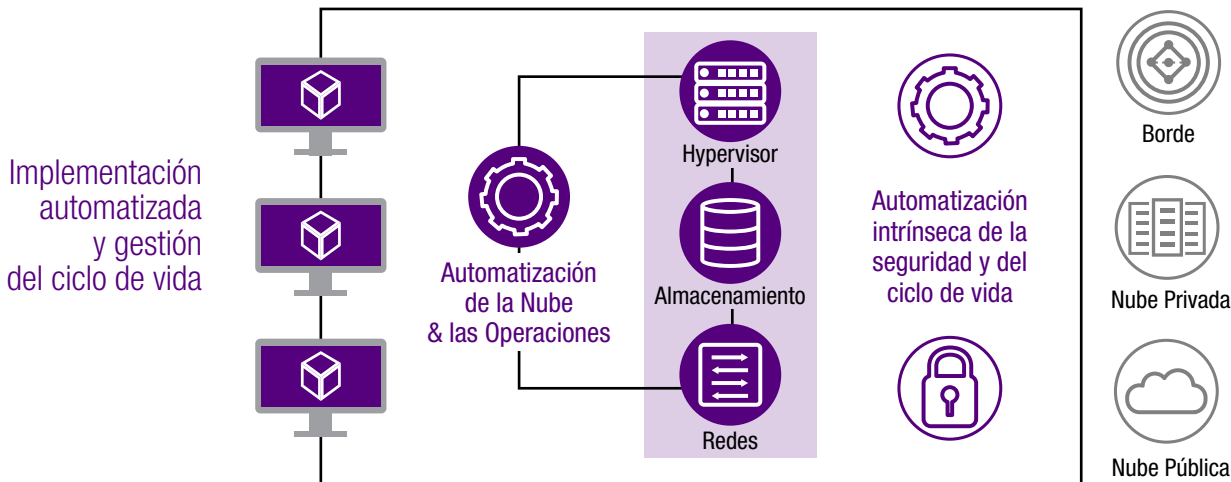 Implementación
automatizada
y gestión
del ciclo de vida
Automatización
de la Nube
& las Operaciones
Hypervisor
Almacenamiento
Redes
Automatización
intrínseca de la
seguridad y del
ciclo de vida
Borde
Nube Privada
Nube Pública